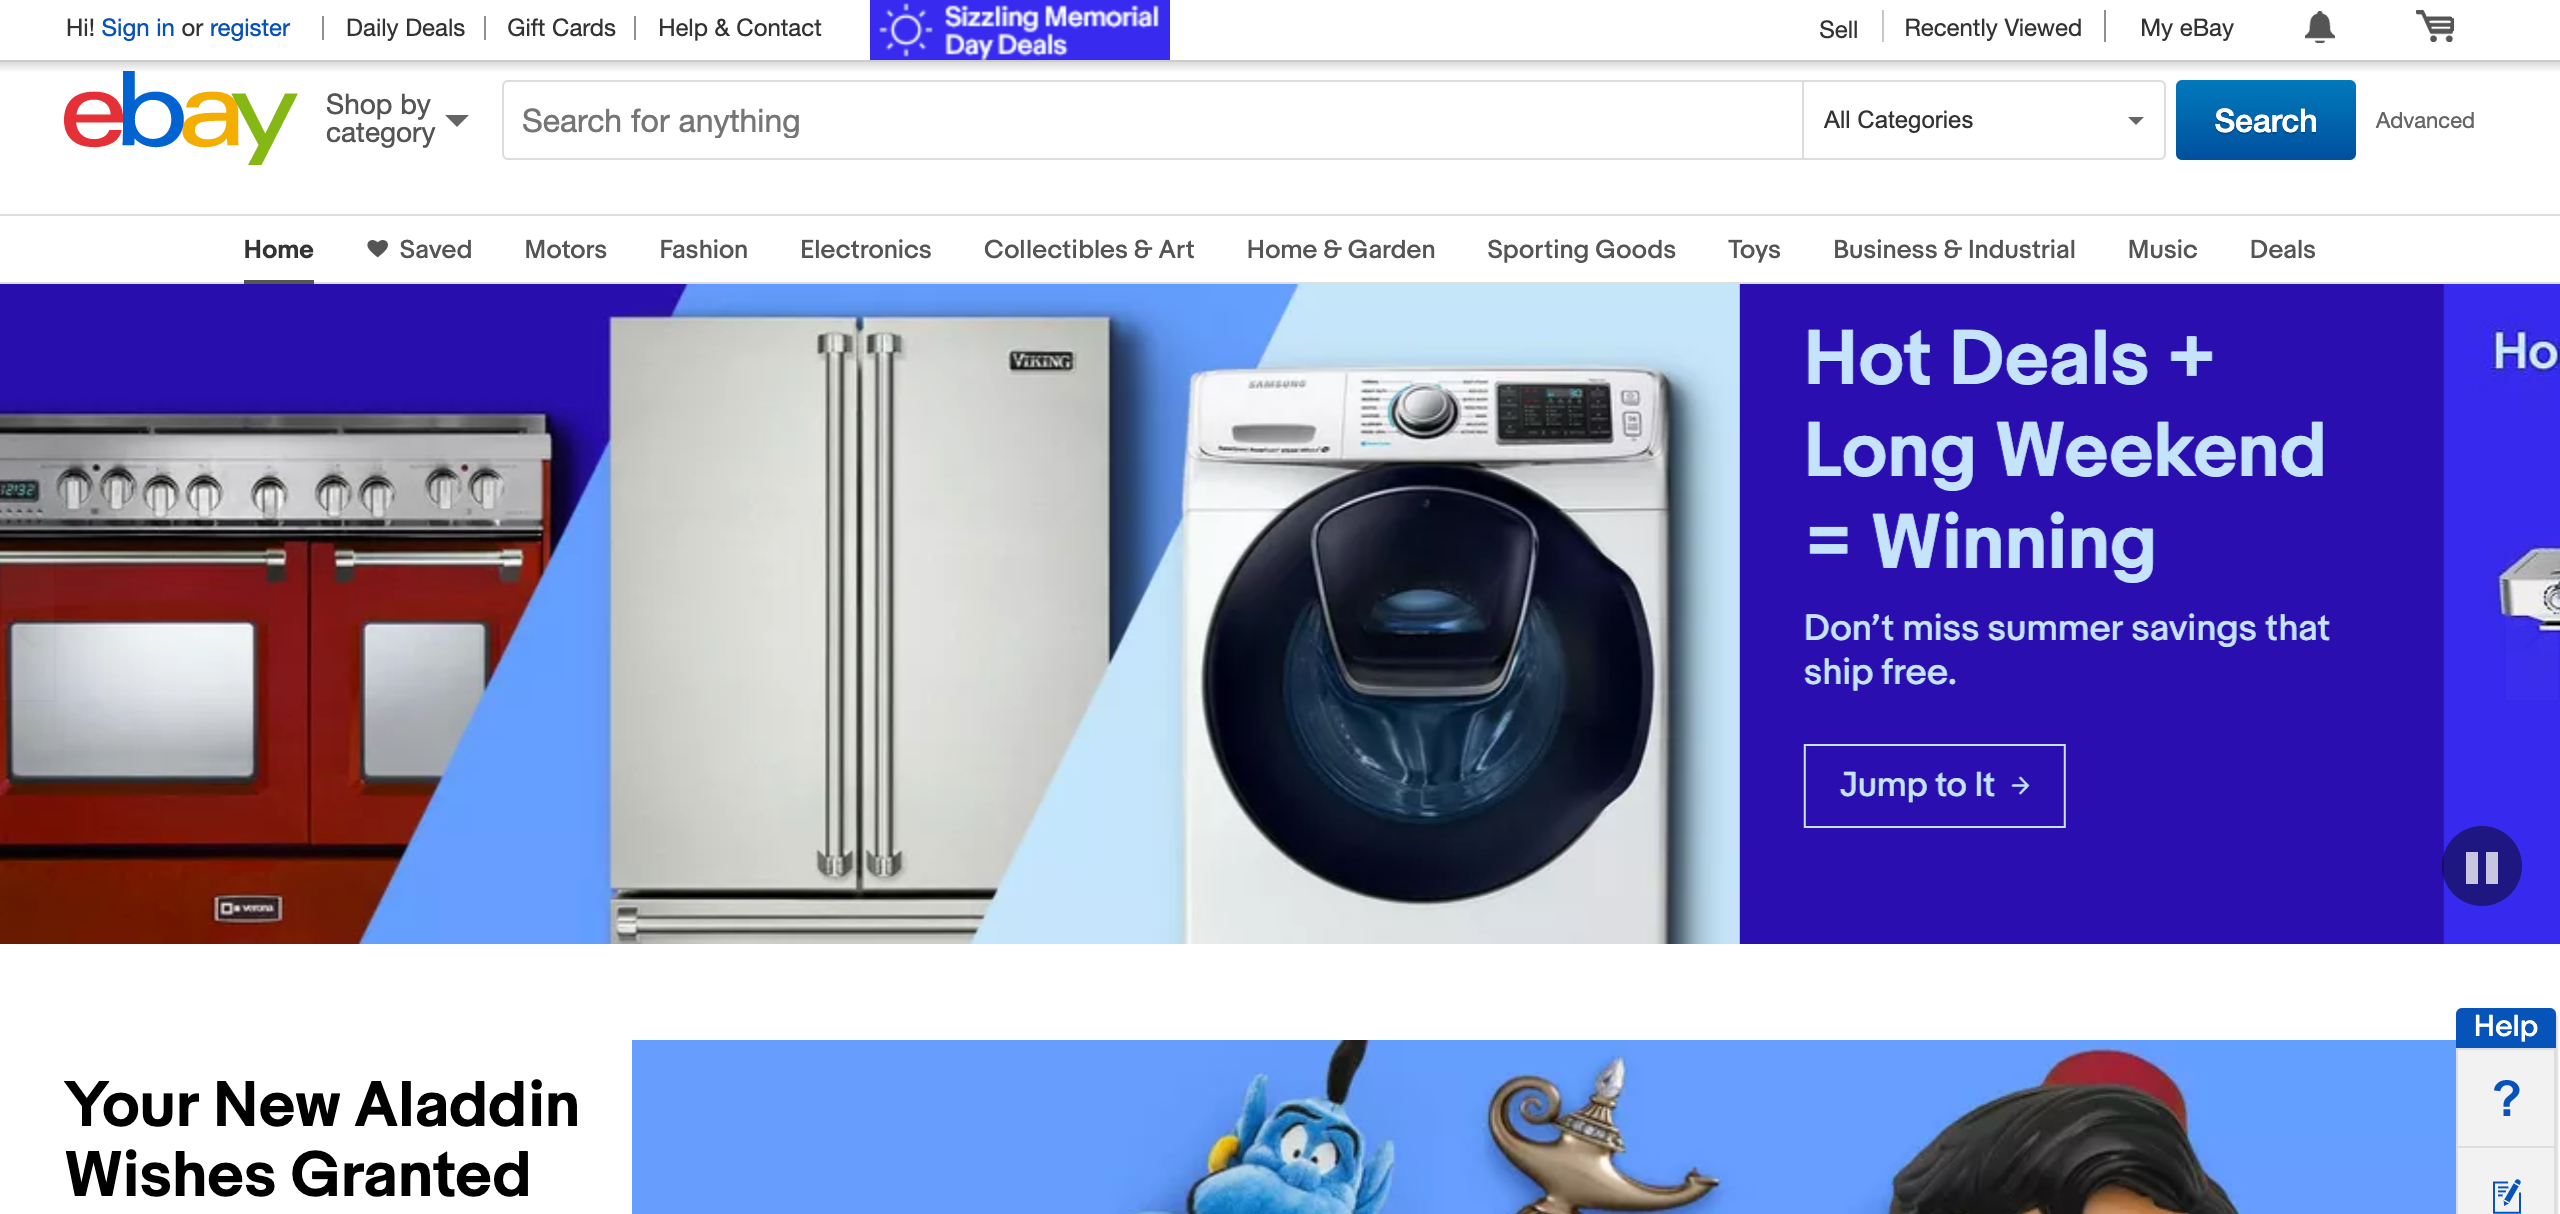 Hi! Sign in or register
Daily Deals
Gift Cards
Help & Contact
Sizzling Memorial
Day Deals
Sell
Recently Viewed
My eBay
ebay
Shop by
category
Search for anything
All Categories
Search
Advanced
Home
Saved
Motors
Fashion
Electronics
Collectibles & Art
Home & Garden
Sporting Goods
Toys
Business & Industrial
Music
Deals
12:32
verona
VIKING
SAMSUNG
Hot Deals +
Long Weekend
= Winning
Don't miss summer savings that
ship free.
Jump to It →
Ho
Help
?
Your New Aladdin
Wishes Granted